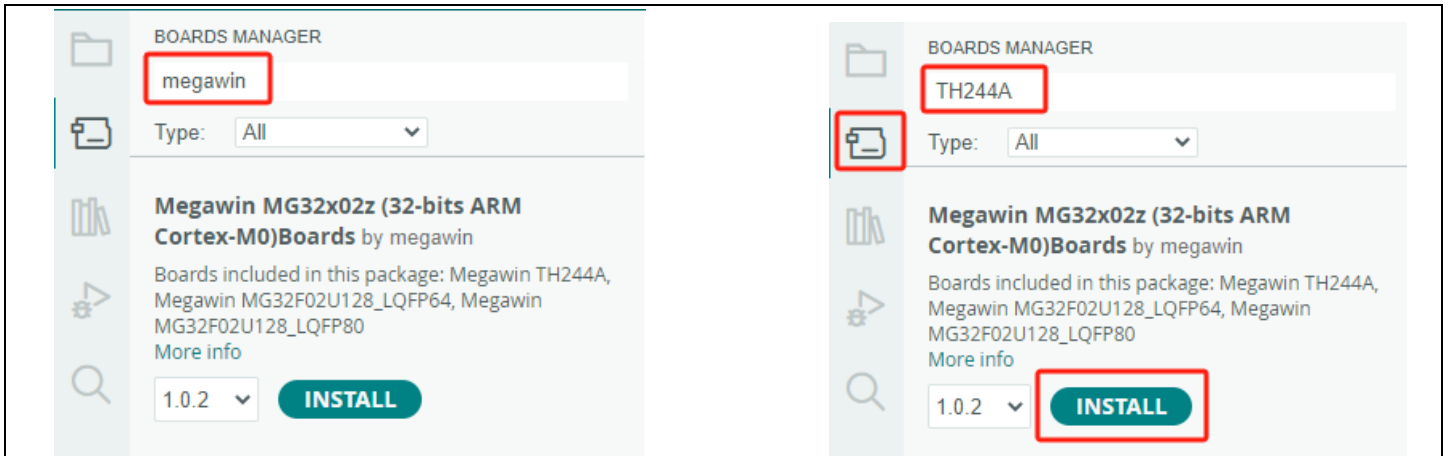 BOARDS MANAGER
megawin
Type: All
Megawin MG32x02z (32-bits ARM
Cortex-M0)Boards by megawin
Boards included in this package: Megawin TH244A,
Megawin MG32F02U128_LQFP64, Megawin
MG32F02U128_LQFP80
More info
1.0.2 INSTALL
BOARDS MANAGER
TH244A
Type: All
Megawin MG32x02z (32-bits ARM
Cortex-M0)Boards by megawin
Boards included in this package: Megawin TH244A,
Megawin MG32F02U128_LQFP64, Megawin
MG32F02U128_LQFP80
More info
1.0.2 INSTALL